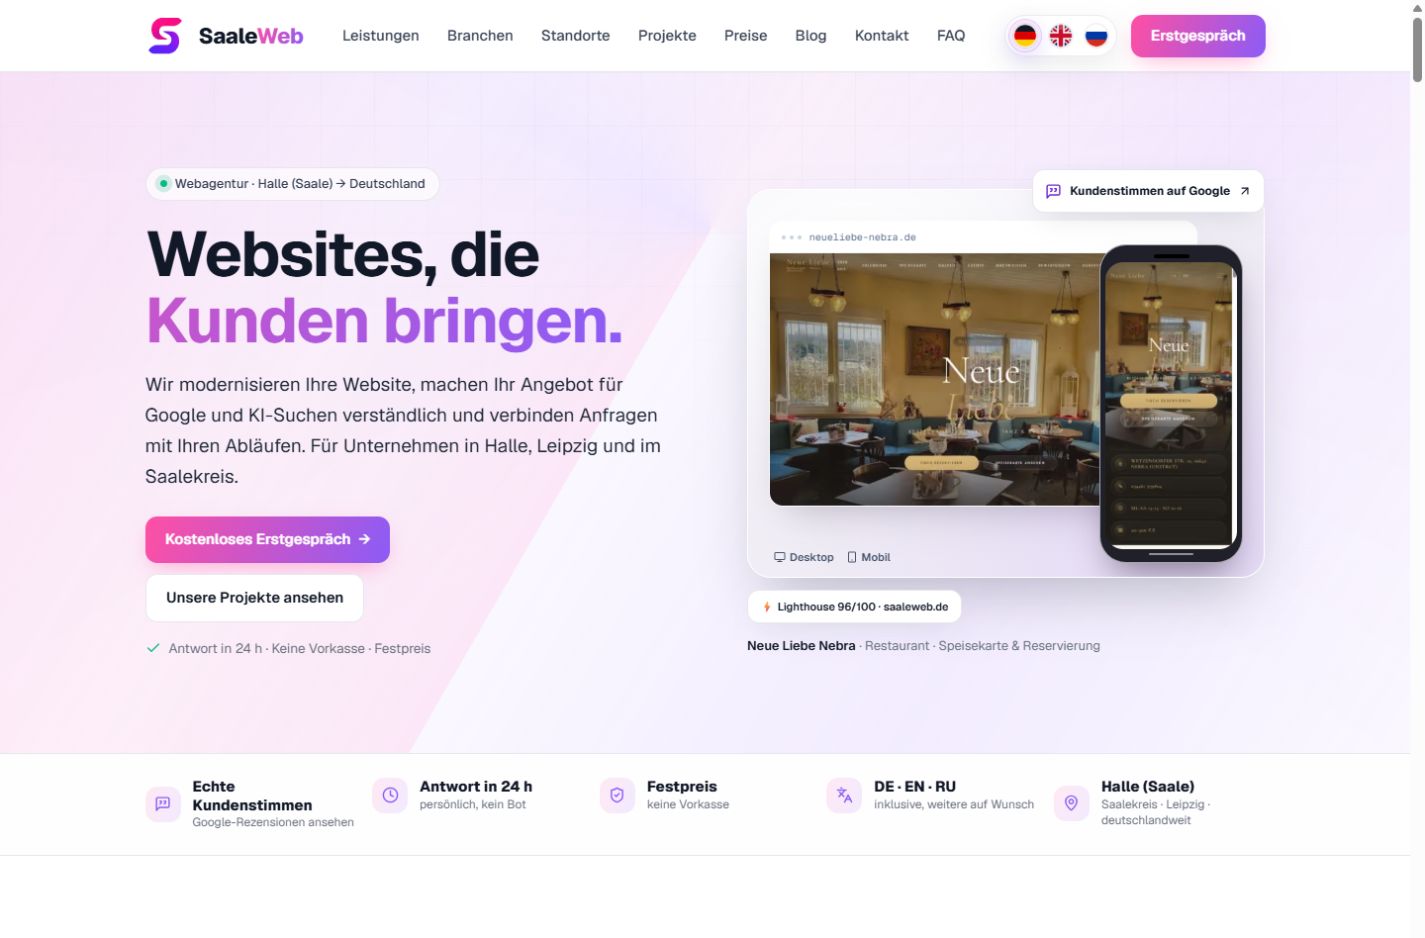 SaaleWeb
Leistungen
Branchen
Standorte
Projekte
Preise
Blog
Kontakt
FAQ
Erstgespräch
Webagentur · Halle (Saale) → Deutschland
Websites, die
Kunden bringen.
Wir modernisieren Ihre Website, machen Ihr Angebot für
Google und KI-Suchen verständlich und verbinden Anfragen
mit Ihren Abläufen. Für Unternehmen in Halle, Leipzig und im
Saalekreis.
Kostenloses Erstgespräch →
Unsere Projekte ansehen
Antwort in 24 h · Keine Vorkasse · Festpreis
Kundenstimmen auf Google
neueliebe-nebra.de
Neue
Liebe
Neue
Desktop
Mobil
Lighthouse 96/100 · saaleweb.de
Neue Liebe Nebra · Restaurant · Speisekarte & Reservierung
Echte
Kundenstimmen
Google-Rezensionen ansehen
Antwort in 24 h
persönlich, kein Bot
Festpreis
keine Vorkasse
DE · EN · RU
inklusive, weitere auf Wunsch
Halle (Saale)
Saalekreis · Leipzig ·
deutschlandweit